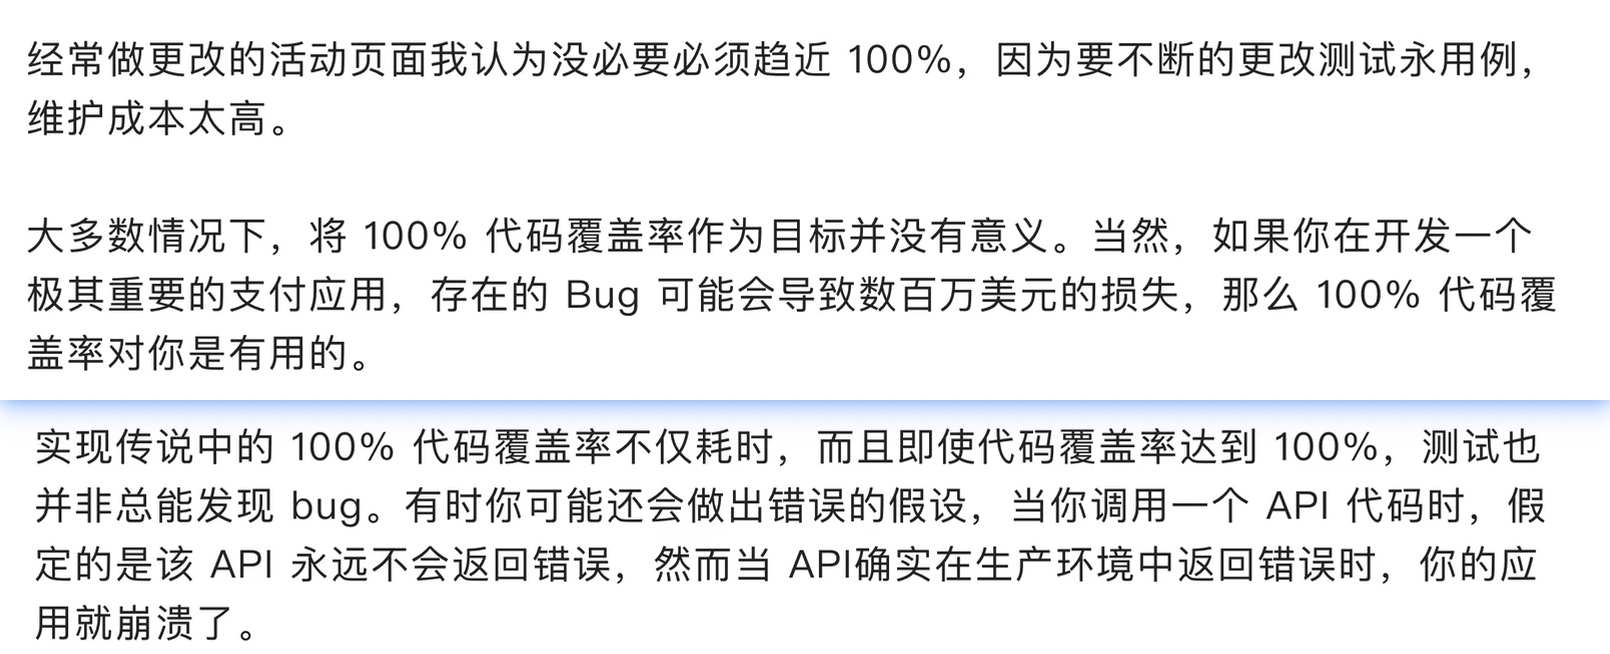 经常做更改的活动页面我认为没必要必须趋近 100%，因为要不断的更改测试永用例，
维护成本太高。
大多数情况下，将 100% 代码覆盖率作为目标并没有意义。当然，如果你在开发一个
极其重要的支付应用，存在的 Bug 可能会导致数百万美元的损失，那么 100% 代码覆
盖率对你是有用的。
实现传说中的 100% 代码覆盖率不仅耗时，而且即使代码覆盖率达到 100%，测试也
并非总能发现 bug。有时你可能还会做出错误的假设，当你调用一个 API 代码时，假
定的是该 API 永远不会返回错误，然而当 API确实在生产环境中返回错误时，你的应
用就崩溃了。